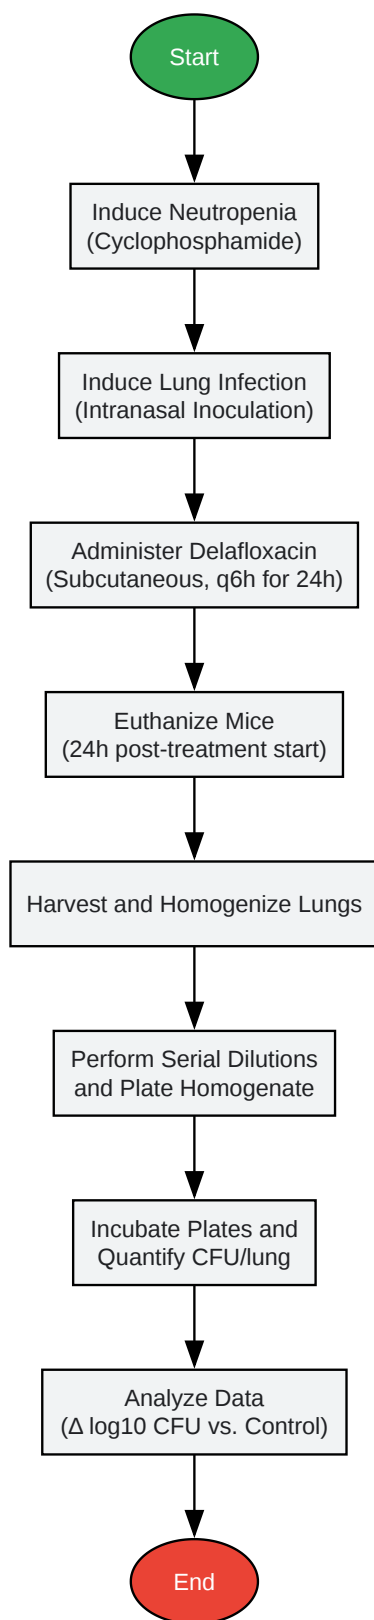 Start
Induce Neutropenia
(Cyclophosphamide)
Induce Lung Infection
(Intranasal Inoculation)
Administer Delafloxacin
(Subcutaneous, q6h for 24h)
Euthanize Mice
(24h post-treatment start)
Harvest and Homogenize Lungs
Perform Serial Dilutions
and Plate Homogenate
Incubate Plates and
Quantify CFU/lung
Analyze Data
(Δ log10 CFU vs. Control)
End